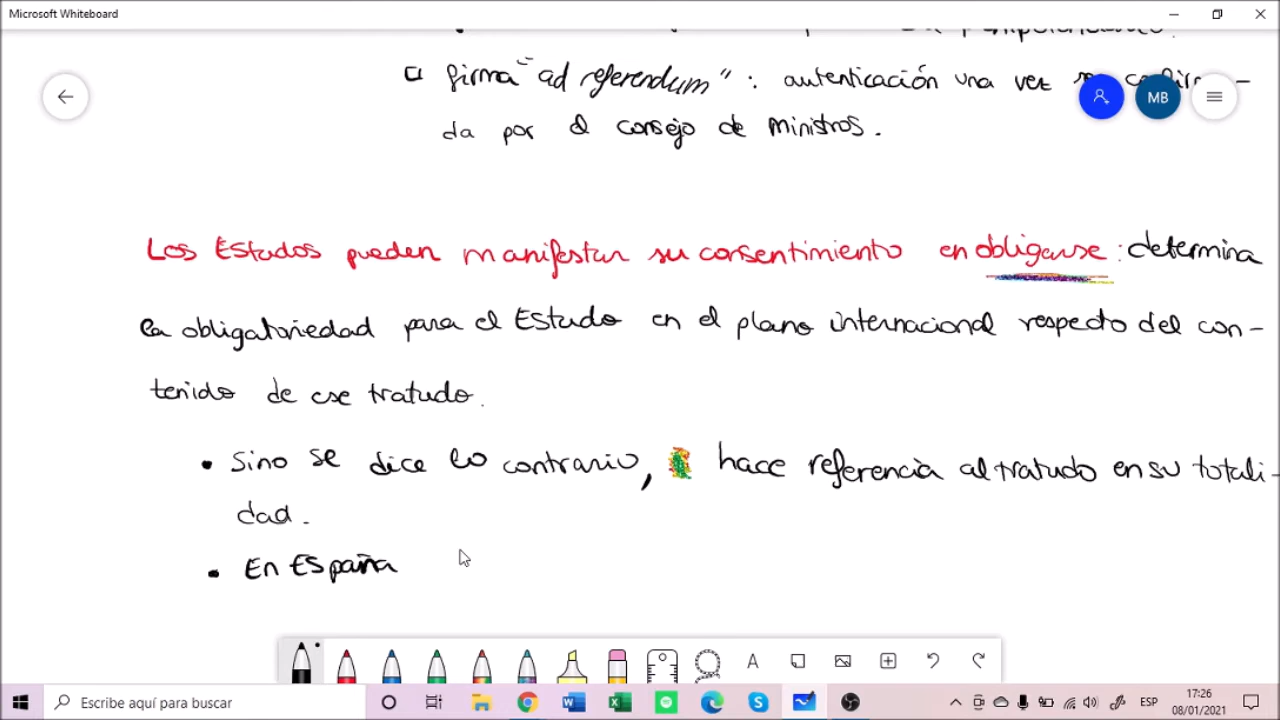 Microsoft Whiteboard
firma "ad referendum" : autenticación una vez
da por el consejo de ministros.
MB
Los Estados pueden manifestar su consentimiento en obligarse : determina
la obligatoriedad para el Estado en el plano internacional respecto del con-
tenido de ese tratado.
• Sino se dice lo contrario, hace referencia al tratado en su totali-
dad.
• En España
A
Escribe aquí para buscar
ESP
17:26
08/01/2021